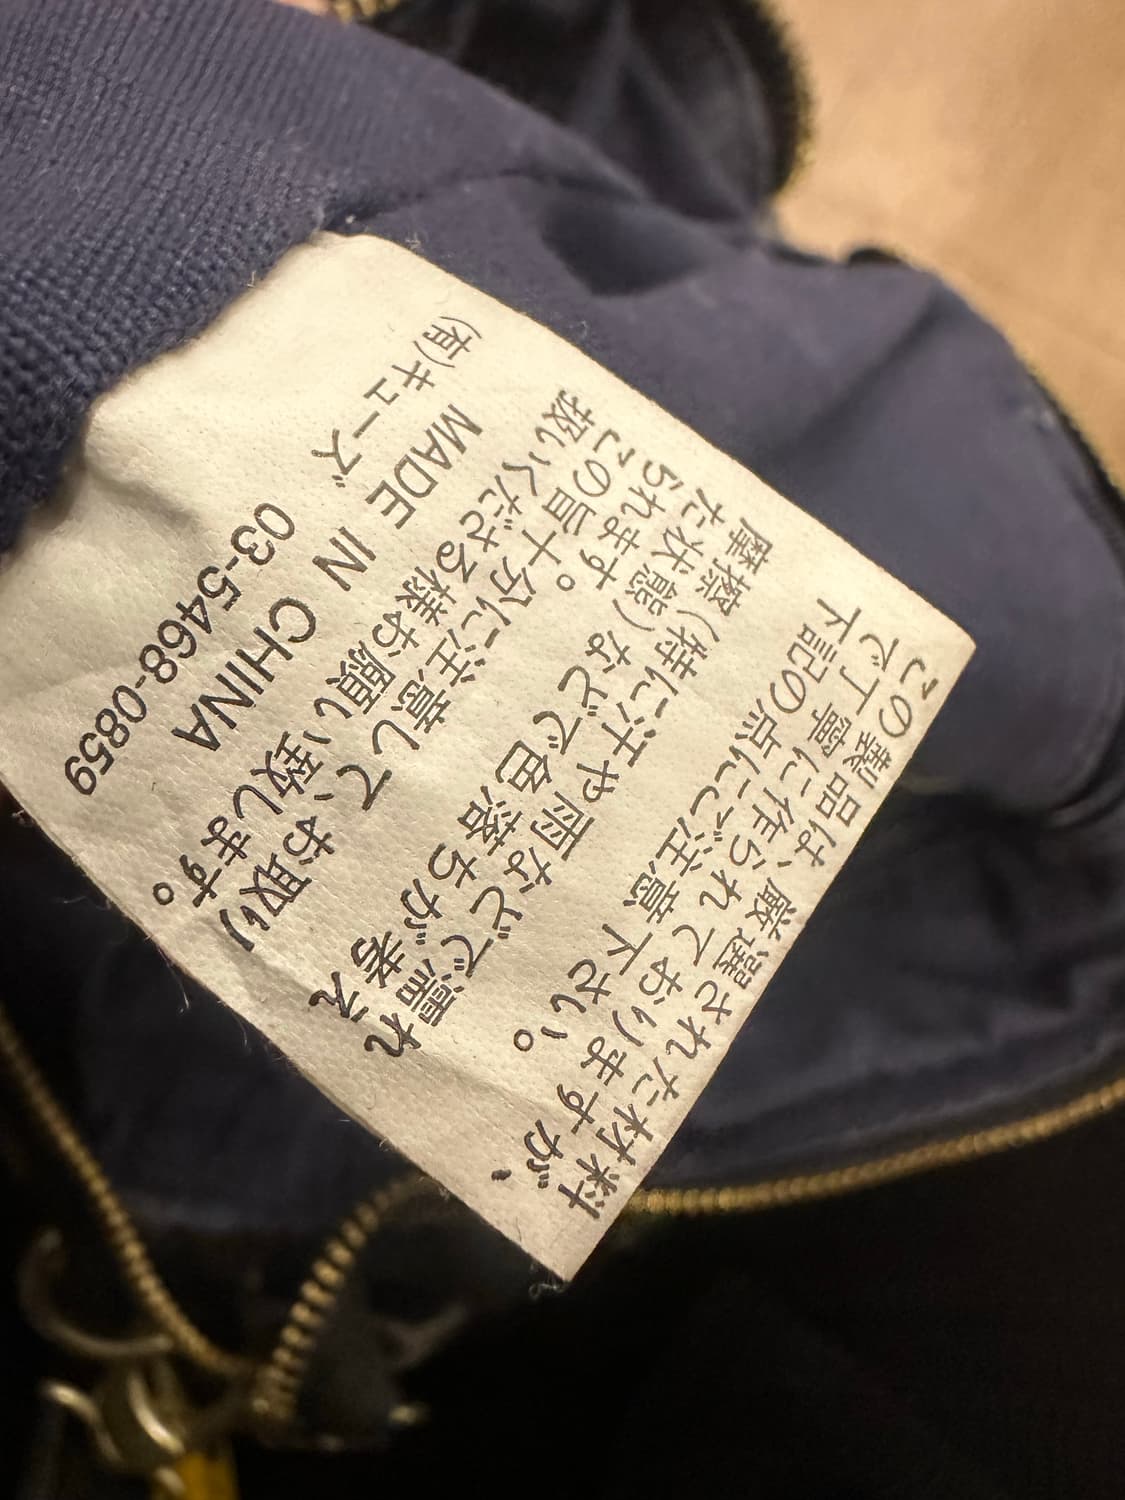 この製品は、厳選された材料
で丁寧に作られておりますが、
下記の点にご注意下さい。
摩擦(特に汗や雨などで濡れ
た状態)などで色落ちが考え
られます。
この旨十分に注意して、お取り
扱いくださる様お願い致します。
MADE IN CHINA
(有)キューズ 03-5468-0859